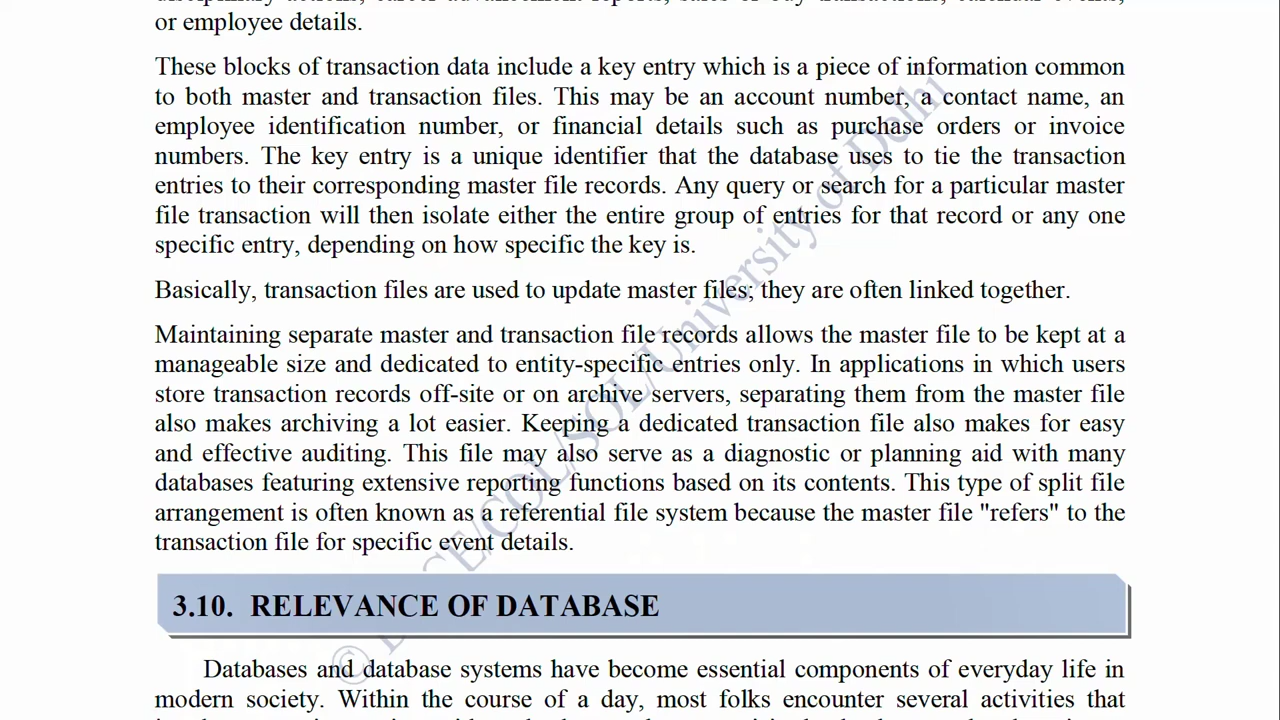 disciplinary actions, career advancement reports, sales or buy transactions, calendar events,
or employee details.
These blocks of transaction data include a key entry which is a piece of information common
to both master and transaction files. This may be an account number, a contact name, an
employee identification number, or financial details such as purchase orders or invoice
numbers. The key entry is a unique identifier that the database uses to tie the transaction
entries to their corresponding master file records. Any query or search for a particular master
file transaction will then isolate either the entire group of entries for that record or any one
specific entry, depending on how specific the key is.
Basically, transaction files are used to update master files; they are often linked together.
Maintaining separate master and transaction file records allows the master file to be kept at a
manageable size and dedicated to entity-specific entries only. In applications in which users
store transaction records off-site or on archive servers, separating them from the master file
also makes archiving a lot easier. Keeping a dedicated transaction file also makes for easy
and effective auditing. This file may also serve as a diagnostic or planning aid with many
databases featuring extensive reporting functions based on its contents. This type of split file
arrangement is often known as a referential file system because the master file "refers" to the
transaction file for specific event details.
3.10. RELEVANCE OF DATABASE
Databases and database systems have become essential components of everyday life in
modern society. Within the course of a day, most folks encounter several activities that